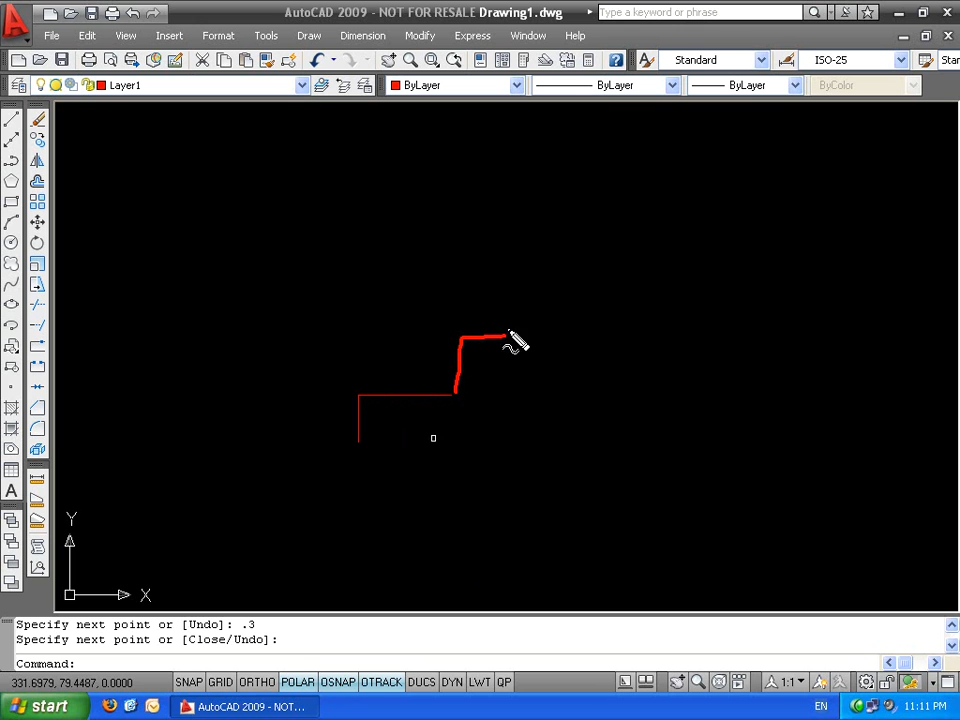 AutoCAD 2009 - NOT FOR RESALE Drawing1.dwg
Type a keyword or phrase
File Edit View Insert Format Tools Draw Dimension Modify Express Window Help
Standard ISO-25 Star
Layer1 ByLayer ByLayer ByLayer ByColor
A
Y
X
Specify next point or [Undo]: .3
Specify next point or [Close/Undo]:
Command:
331.6979, 79.4487, 0.0000 SNAP GRID ORTHO POLAR OSNAP OTRACK DUCS DYN LWT QP 1:1
start AutoCAD 2009 - NOT... EN 11:11 PM